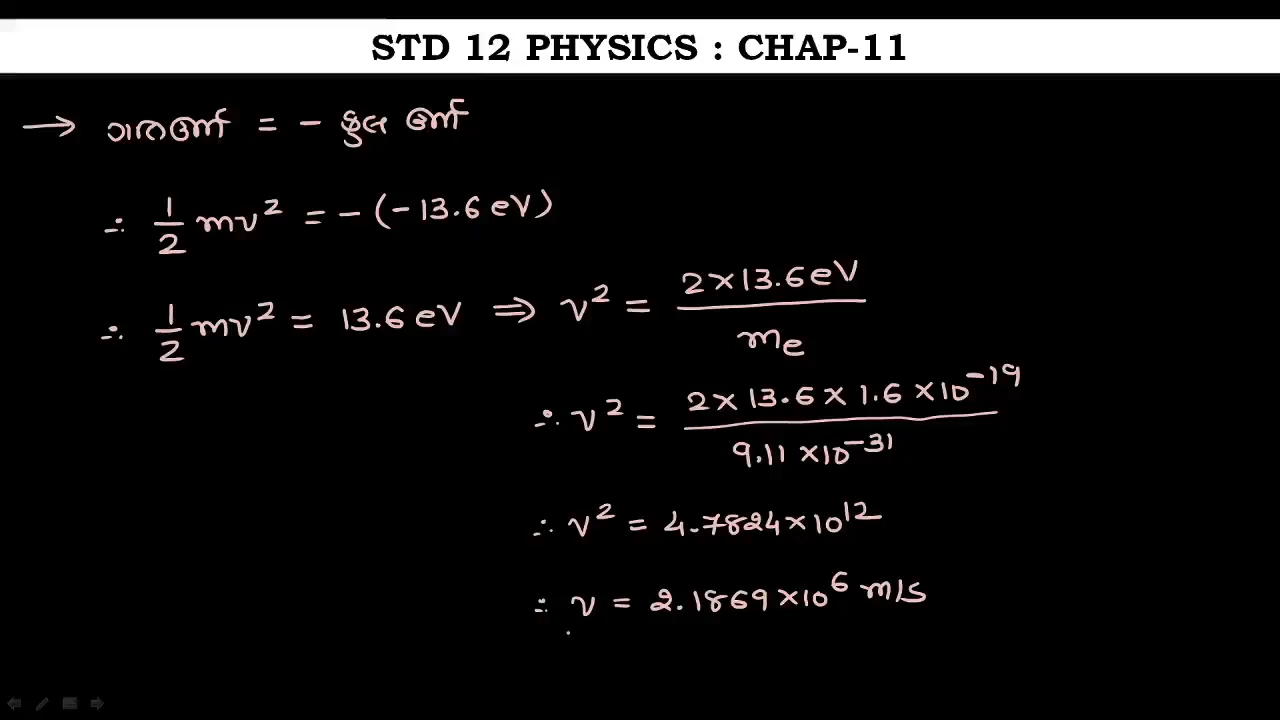 STD 12 PHYSICS : CHAP-11
→ ગતિઊર્જા = - કુલ ઊર્જા
∴ 1/2 mv² = - (-13.6 eV)
∴ 1/2 mv² = 13.6 eV ⇒ v² = 2×13.6 eV / mₑ
∴ v² = 2 × 13.6 × 1.6 × 10⁻¹⁹ / 9.11 × 10⁻³¹
∴ v² = 4.7824 × 10¹²
∴ v = 2.1869 × 10⁶ m/s